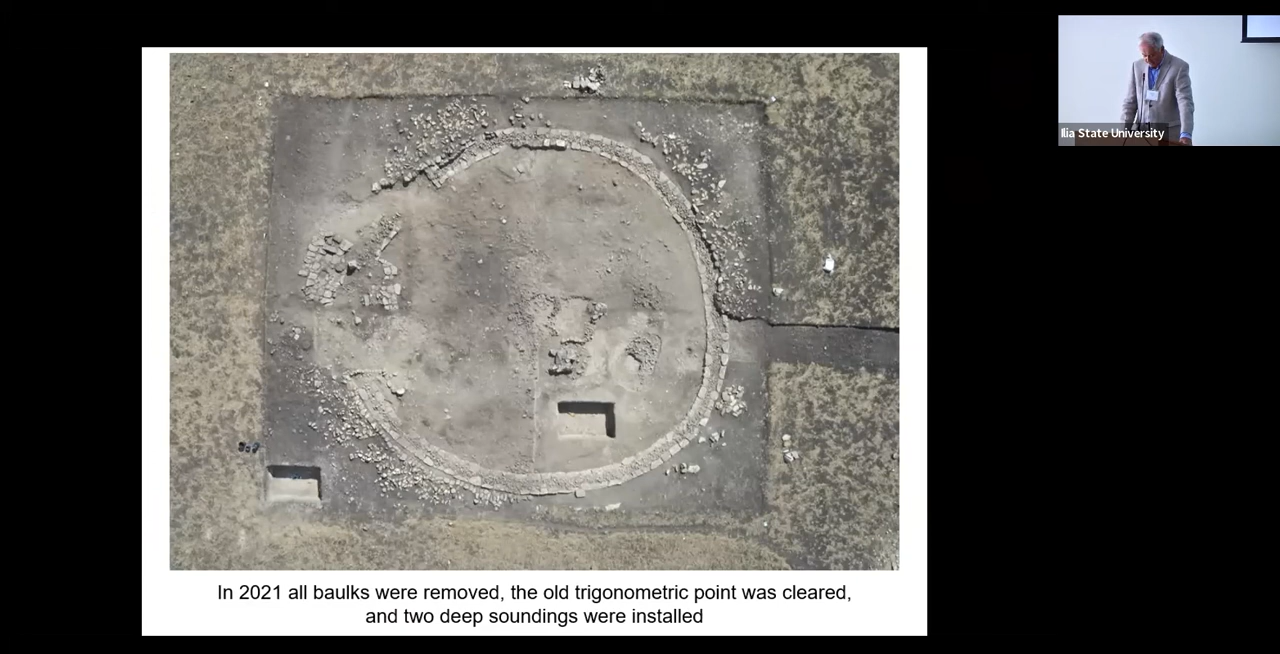 Ilia State University
In 2021 all baulks were removed, the old trigonometric point was cleared,
and two deep soundings were installed